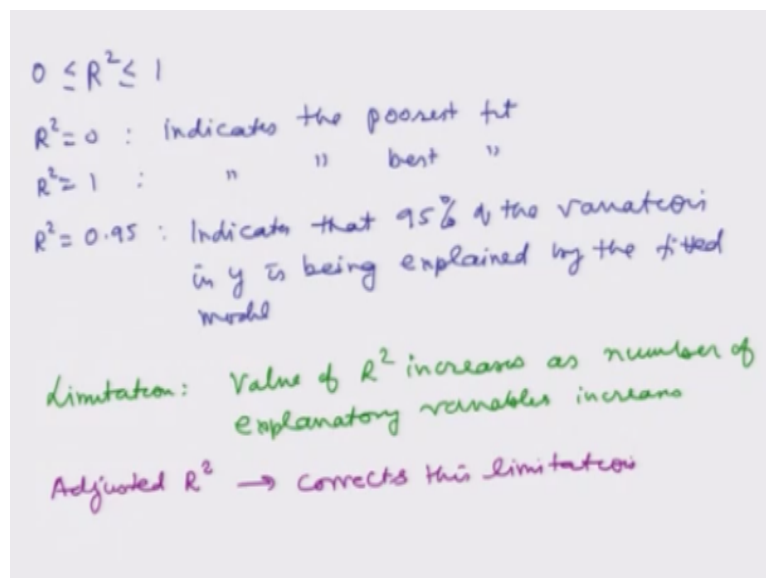 0 ≤ R² ≤ 1
R² = 0 : indicates the poorest fit
R² = 1 : " " best "
R² = 0.95 : Indicates that 95% of the variation
in y is being explained by the fitted
model
Limitation: Value of R² increases as number of
explanatory variables increase
Adjusted R² → corrects this limitation